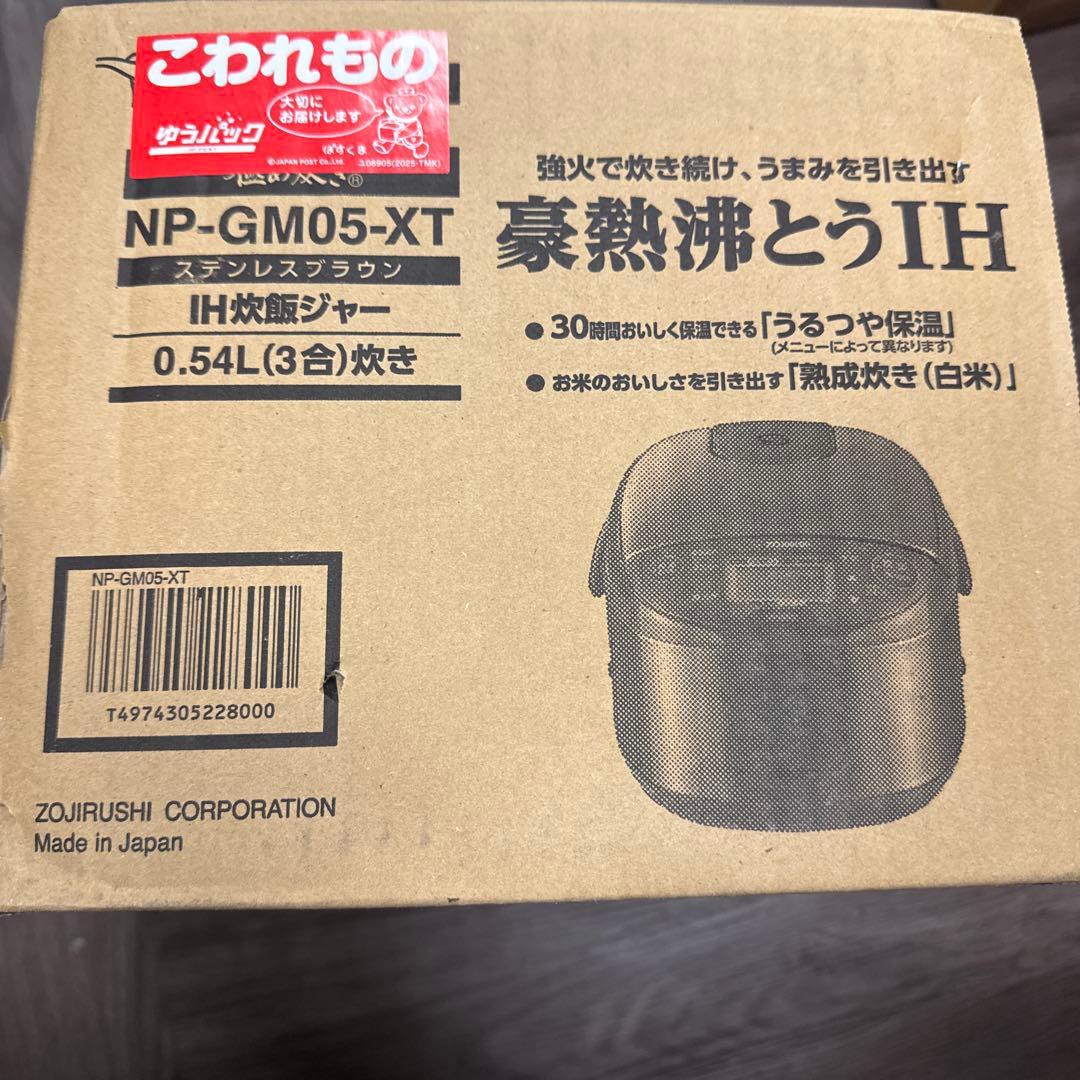 こわれもの
大切に
お届けします
ゆうパック
ぽすくま
©JAPAN POST Co.,Ltd. J08905(2025-TMK)
極め炊き®
NP-GM05-XT
ステンレスブラウン
IH炊飯ジャー
0.54L(3合)炊き
強火で炊き続け、うまみを引き出す
豪熱沸とうIH
● 30時間おいしく保温できる「うるつや保温」
(メニューによって異なります)
● お米のおいしさを引き出す「熟成炊き(白米)」
NP-GM05-XT
T4974305228000
ZOJIRUSHI CORPORATION
Made in Japan